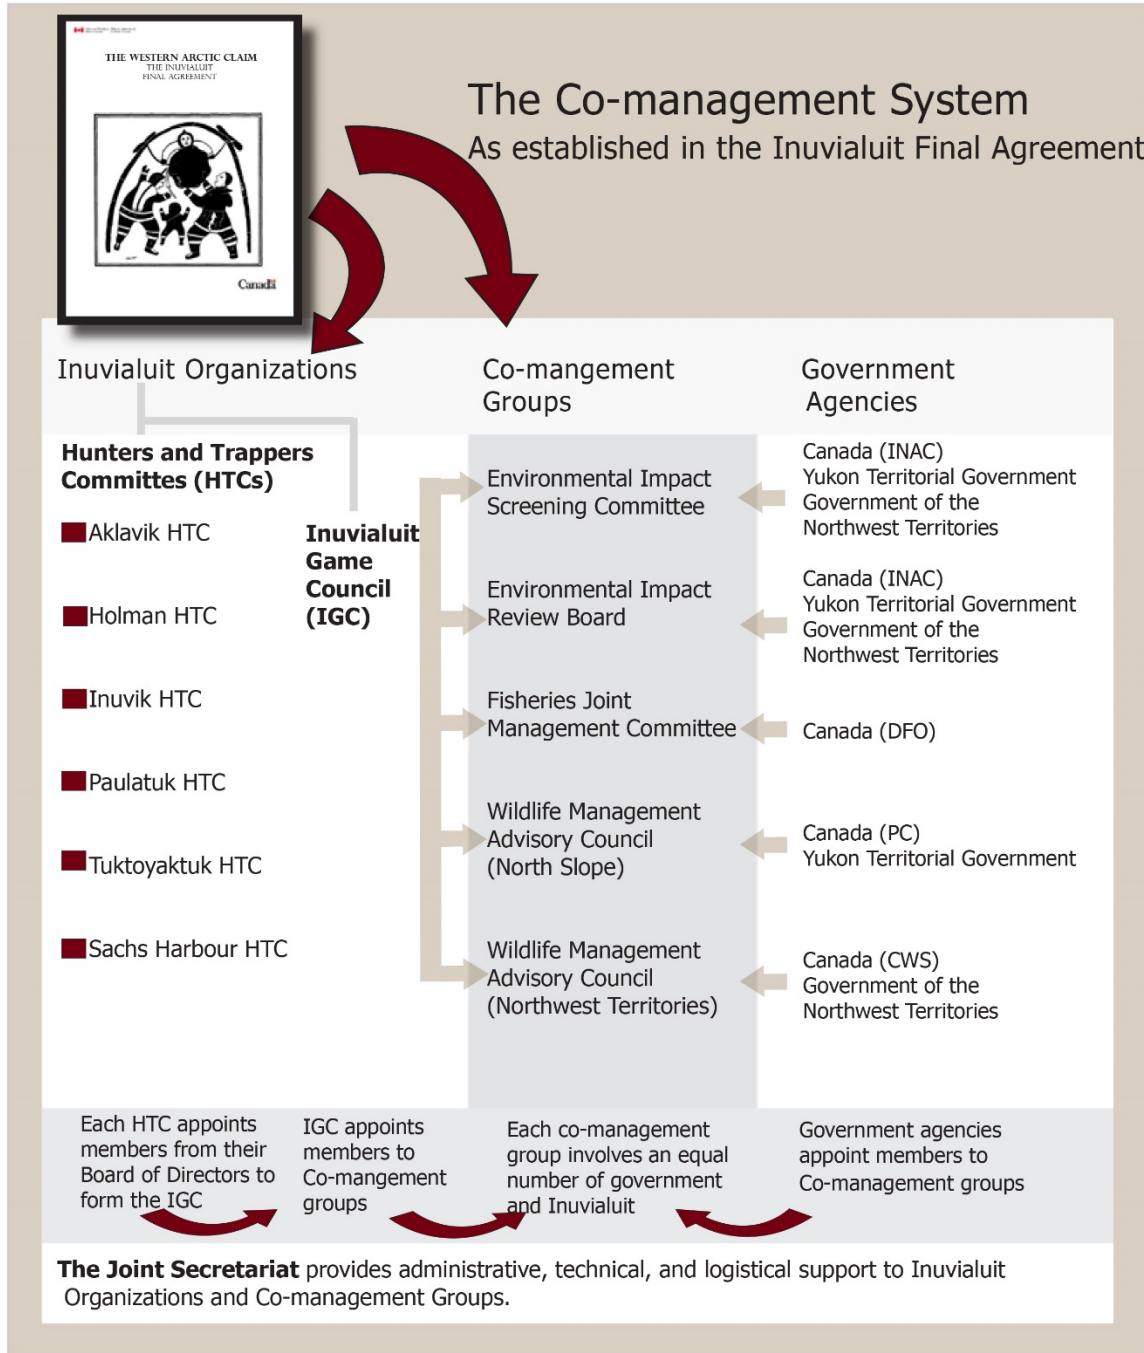 THE WESTERN ARCTIC CLAIM
THE INUVIALUIT
FINAL AGREEMENT
Canada
The Co-management System
As established in the Inuvialuit Final Agreement
Inuvialuit Organizations
Hunters and Trappers
Committes (HTCs)
Aklavik HTC
Holman HTC
Inuvik HTC
Paulatuk HTC
Tuktoyaktuk HTC
Sachs Harbour HTC
Inuvialuit
Game
Council
(IGC)
Co-mangement
Groups
Environmental Impact
Screening Committee
Environmental Impact
Review Board
Fisheries Joint
Management Committee
Wildlife Management
Advisory Council
(North Slope)
Wildlife Management
Advisory Council
(Northwest Territories)
Government
Agencies
Canada (INAC)
Yukon Territorial Government
Government of the
Northwest Territories
Canada (INAC)
Yukon Territorial Government
Government of the
Northwest Territories
Canada (DFO)
Canada (PC)
Yukon Territorial Government
Canada (CWS)
Government of the
Northwest Territories
Each HTC appoints
members from their
Board of Directors to
form the IGC
IGC appoints
members to
Co-mangement
groups
Each co-management
group involves an equal
number of government
and Inuvialuit
Government agencies
appoint members to
Co-management groups
The Joint Secretariat provides administrative, technical, and logistical support to Inuvialuit
Organizations and Co-management Groups.